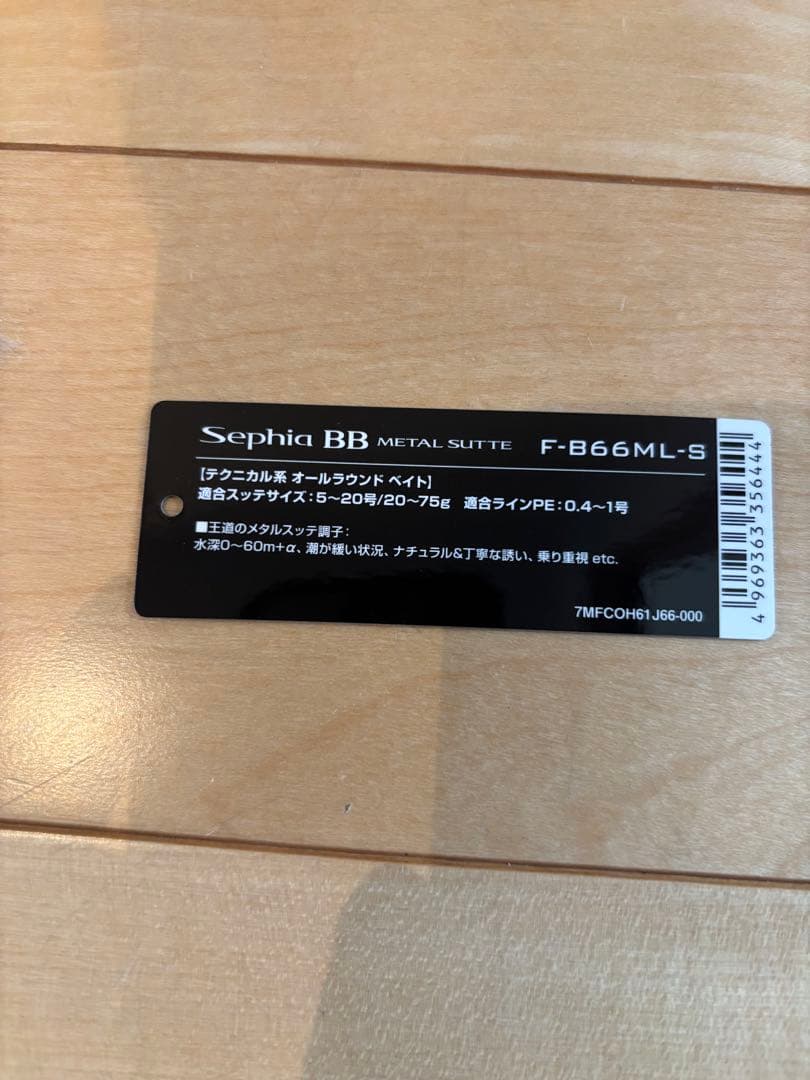 Sephia BB METAL SUTTE F-B66ML-S
【テクニカル系 オールラウンド ベイト】
適合スッテサイズ：5～20号/20～75g 適合ラインPE：0.4～1号
■王道のメタルスッテ調子：
水深0～60m+α、潮が緩い状況、ナチュラル&丁寧な誘い、乗り重視 etc.
7MFCOH61J66-000
4 969363 356444